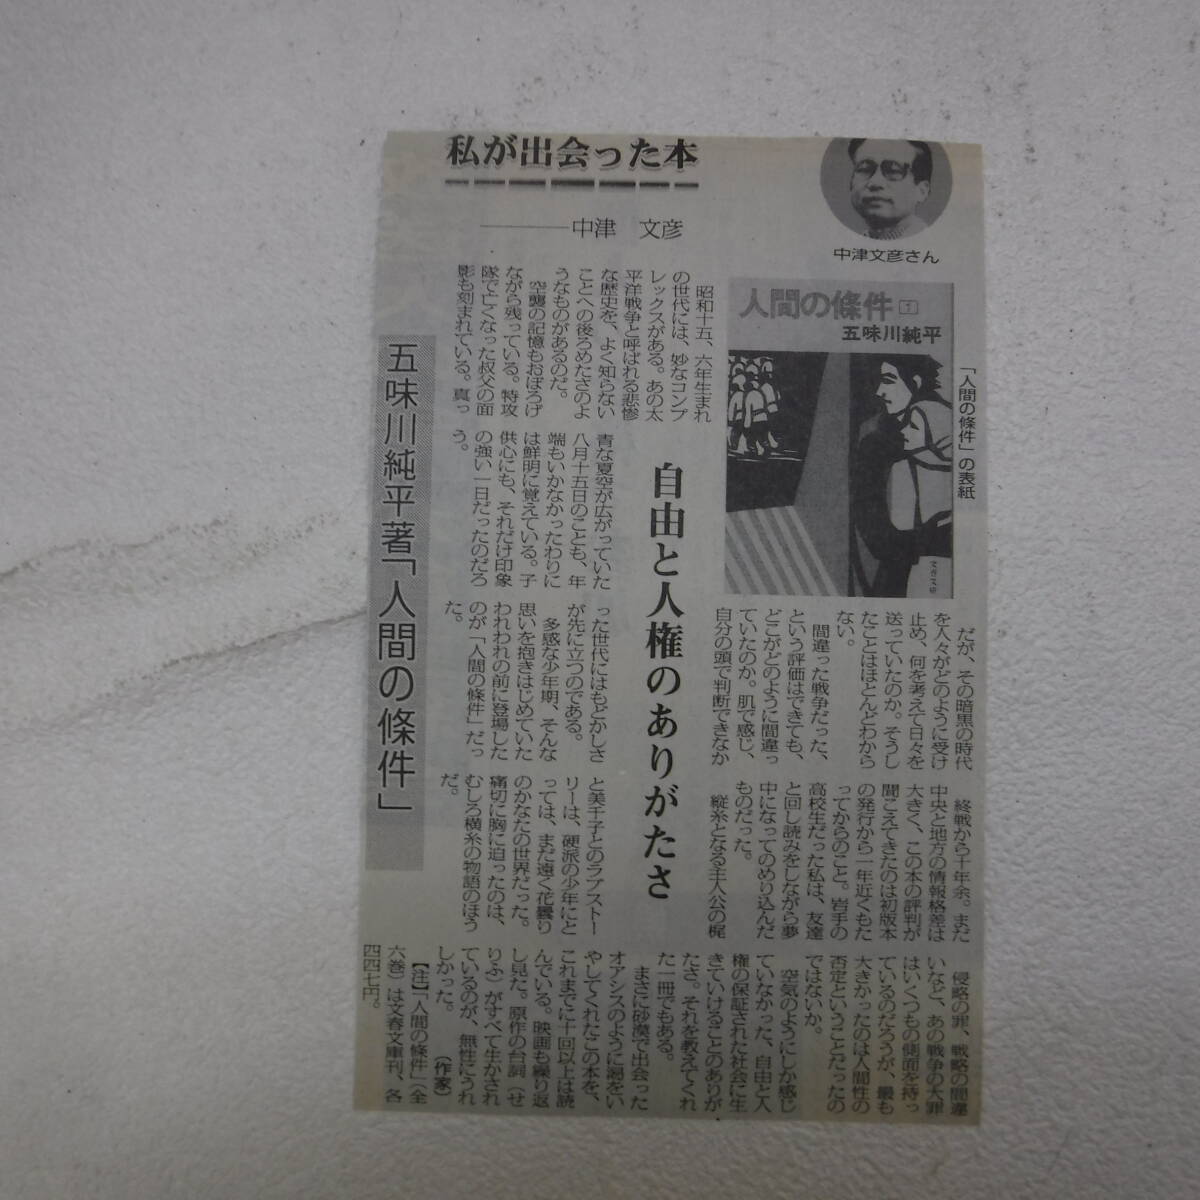 私が出会った本
中津 文彦
中津文彦さん
人間の條件 1
五味川純平
「人間の條件」の表紙
五味川純平著「人間の條件」
自由と人権のありがたさ
昭和十五、六年生まれ
の世代には、妙なコンプ
レックスがある。あの太
平洋戦争と呼ばれる悲惨
な歴史を、よく知らない
ことへの後ろめたさのよ
うなものがあるのだ。
空襲の記憶もおぼろげ
ながら残っている。特攻
隊で亡くなった叔父の面
影も刻まれている。真っ
青な夏空が広がっていた
八月十五日のことも、年
端もいかなかったわりに
は鮮明に覚えている。子
供心にも、それだけ印象
の強い一日だったのだろ
う。
だが、その暗黒の時代
を人々がどのように受け
止め、何を考えて日々を
送っていたのか。そうし
たことはほとんどわから
ない。
間違った戦争だった、
という評価はできても、
どこがどのように間違っ
ていたのか。肌で感じ、
自分の頭で判断できなか
った世代にはもどかしさ
が先に立つのである。
多感な少年期、そんな
思いを抱きはじめていた
われわれの前に登場した
のが「人間の條件」だっ
た。
終戦から十年余。まだ
中央と地方の情報格差は
大きく、この本の評判が
聞こえてきたのは初版本
の発行から一年近くもた
ってからのこと。岩手の
高校生だった私は、友達
と回し読みをしながら夢
中になってのめり込んだ
ものだった。
縦糸となる主人公の梶
と美千子とのラブストー
リーは、硬派の少年にと
っては、まだ遠く花曇り
のかなたの世界だった。
痛切に胸に迫ったのは、
むしろ横糸の物語のほう
だ。
侵略の罪、戦略の間違
いなど、あの戦争の大罪
はいくつもの側面を持っ
ているのだろうが、最も
大きかったのは人間性の
否定ということだったの
ではないか。
空気のようにしか感じ
ていなかった、自由と人
権の保証された社会に生
きていけることのありが
たさ。それを教えてくれ
た一冊でもある。
まさに砂漠で出会った
オアシスのように渇をい
やしてくれたこの本を、
これまでに十回以上は読
んでいる。映画も繰り返
し見た。原作の台詞（せ
りふ）がすべて生かされ
ているのが、無性にうれ
しかった。 （作家）
【注】「人間の條件」（全
六巻）は文春文庫刊、各
四四七円。